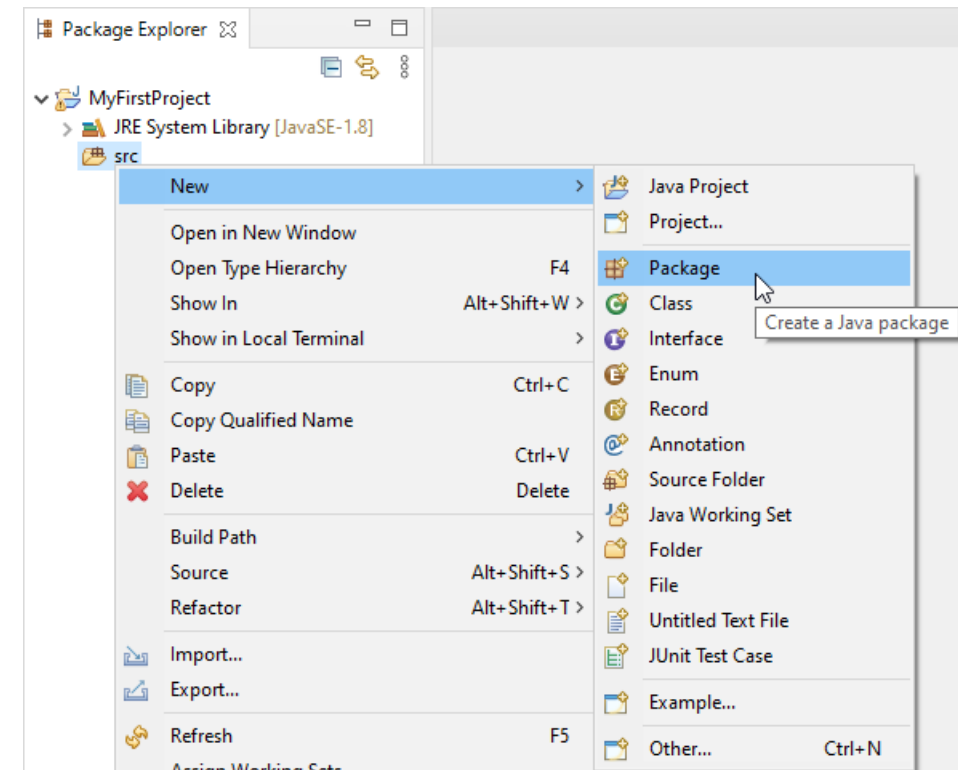 Package Explorer
MyFirstProject
JRE System Library [JavaSE-1.8]
src
New
Open in New Window
Open Type Hierarchy F4
Show In Alt+Shift+W
Show in Local Terminal
Copy Ctrl+C
Copy Qualified Name
Paste Ctrl+V
Delete Delete
Build Path
Source Alt+Shift+S
Refactor Alt+Shift+T
Import...
Export...
Refresh F5
Assign Working Sets
Java Project
Project...
Package
Class
Create a Java package
Interface
Enum
Record
Annotation
Source Folder
Java Working Set
Folder
File
Untitled Text File
JUnit Test Case
Example...
Other... Ctrl+N